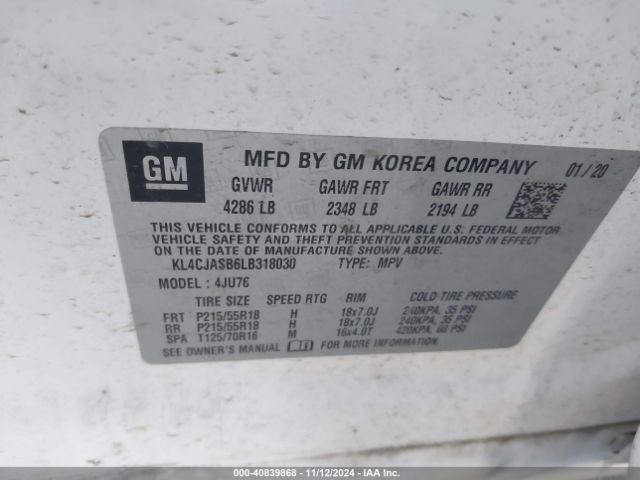 GM MFD BY GM KOREA COMPANY 01/20
GVWR GAWR FRT GAWR RR
4286 LB 2348 LB 2194 LB
THIS VEHICLE CONFORMS TO ALL APPLICABLE U.S. FEDERAL MOTOR
VEHICLE SAFETY AND THEFT PREVENTION STANDARDS IN EFFECT
ON THE DATE OF MANUFACTURE SHOWN ABOVE.
KL4CJASB6LB318030 TYPE: MPV
MODEL : 4JU76
TIRE SIZE SPEED RTG RIM COLD TIRE PRESSURE
FRT P215/55R18 H 18x7.0J 240KPA, 35 PSI
RR P215/55R18 H 18x7.0J 240KPA, 35 PSI
SPA T125/70R16 M 16x4.0T 420KPA, 60 PSI
SEE OWNER'S MANUAL FOR MORE INFORMATION.
000-40839868 - 11/12/2024 - IAA Inc.